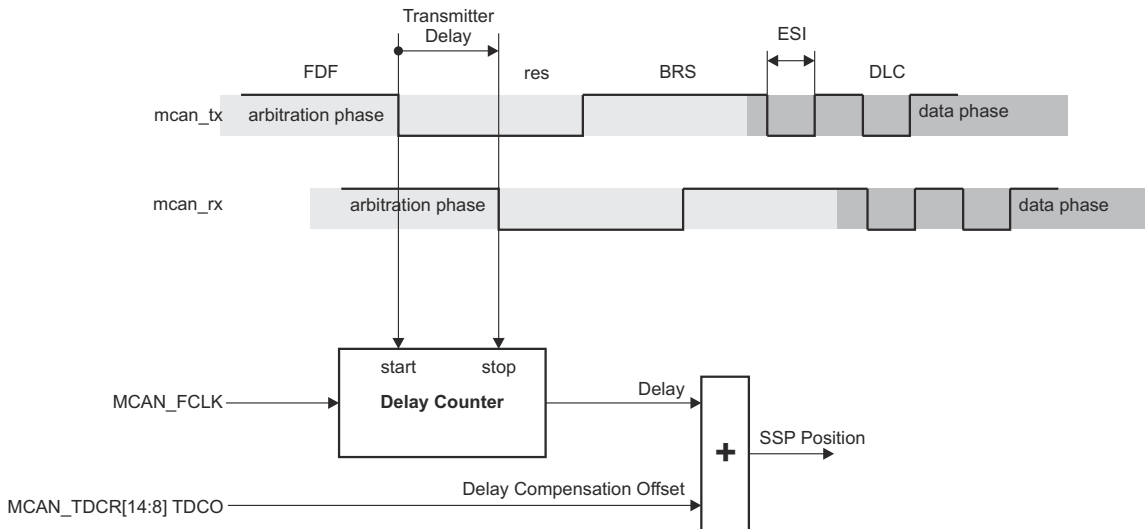 Transmitter
Delay
ESI
FDF
res
BRS
DLC
mcan_tx
arbitration phase
data phase
mcan_rx
arbitration phase
data phase
start
stop
MCAN_FCLK
Delay Counter
Delay
+
SSP Position
Delay Compensation Offset
MCAN_TDCR[14:8] TDCO